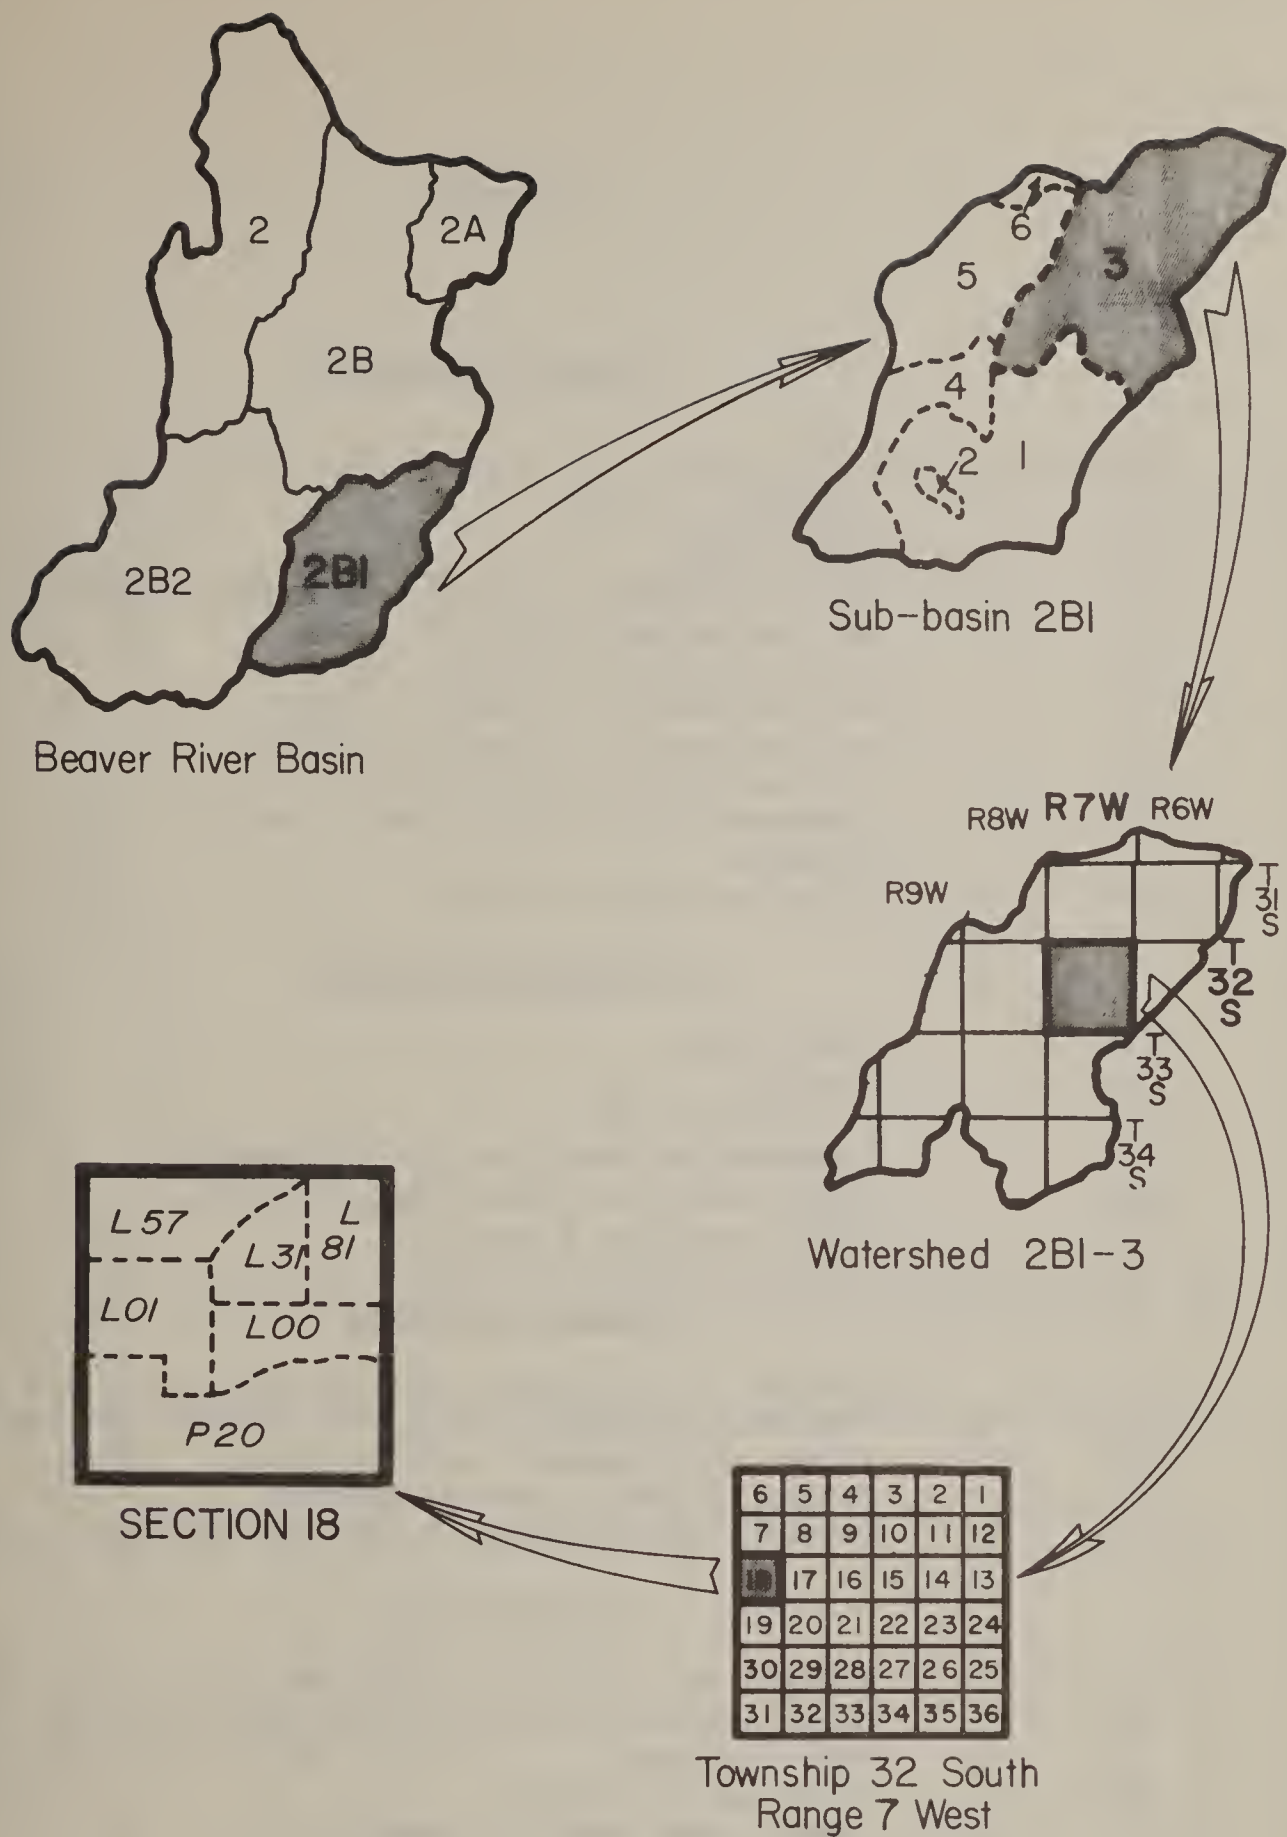 2
2A
2B
2B2
2B1
Beaver River Basin
6
3
5
4
2
1
Sub-basin 2B1
R8W R7W R6W
R9W
T
31
S
T
32
S
T
33
S
T
34
S
Watershed 2B1-3
L57
L31
L
81
L01
L00
P20
SECTION 18
6 5 4 3 2 1
7 8 9 10 11 12
18 17 16 15 14 13
19 20 21 22 23 24
30 29 28 27 26 25
31 32 33 34 35 36
Township 32 South
Range 7 West